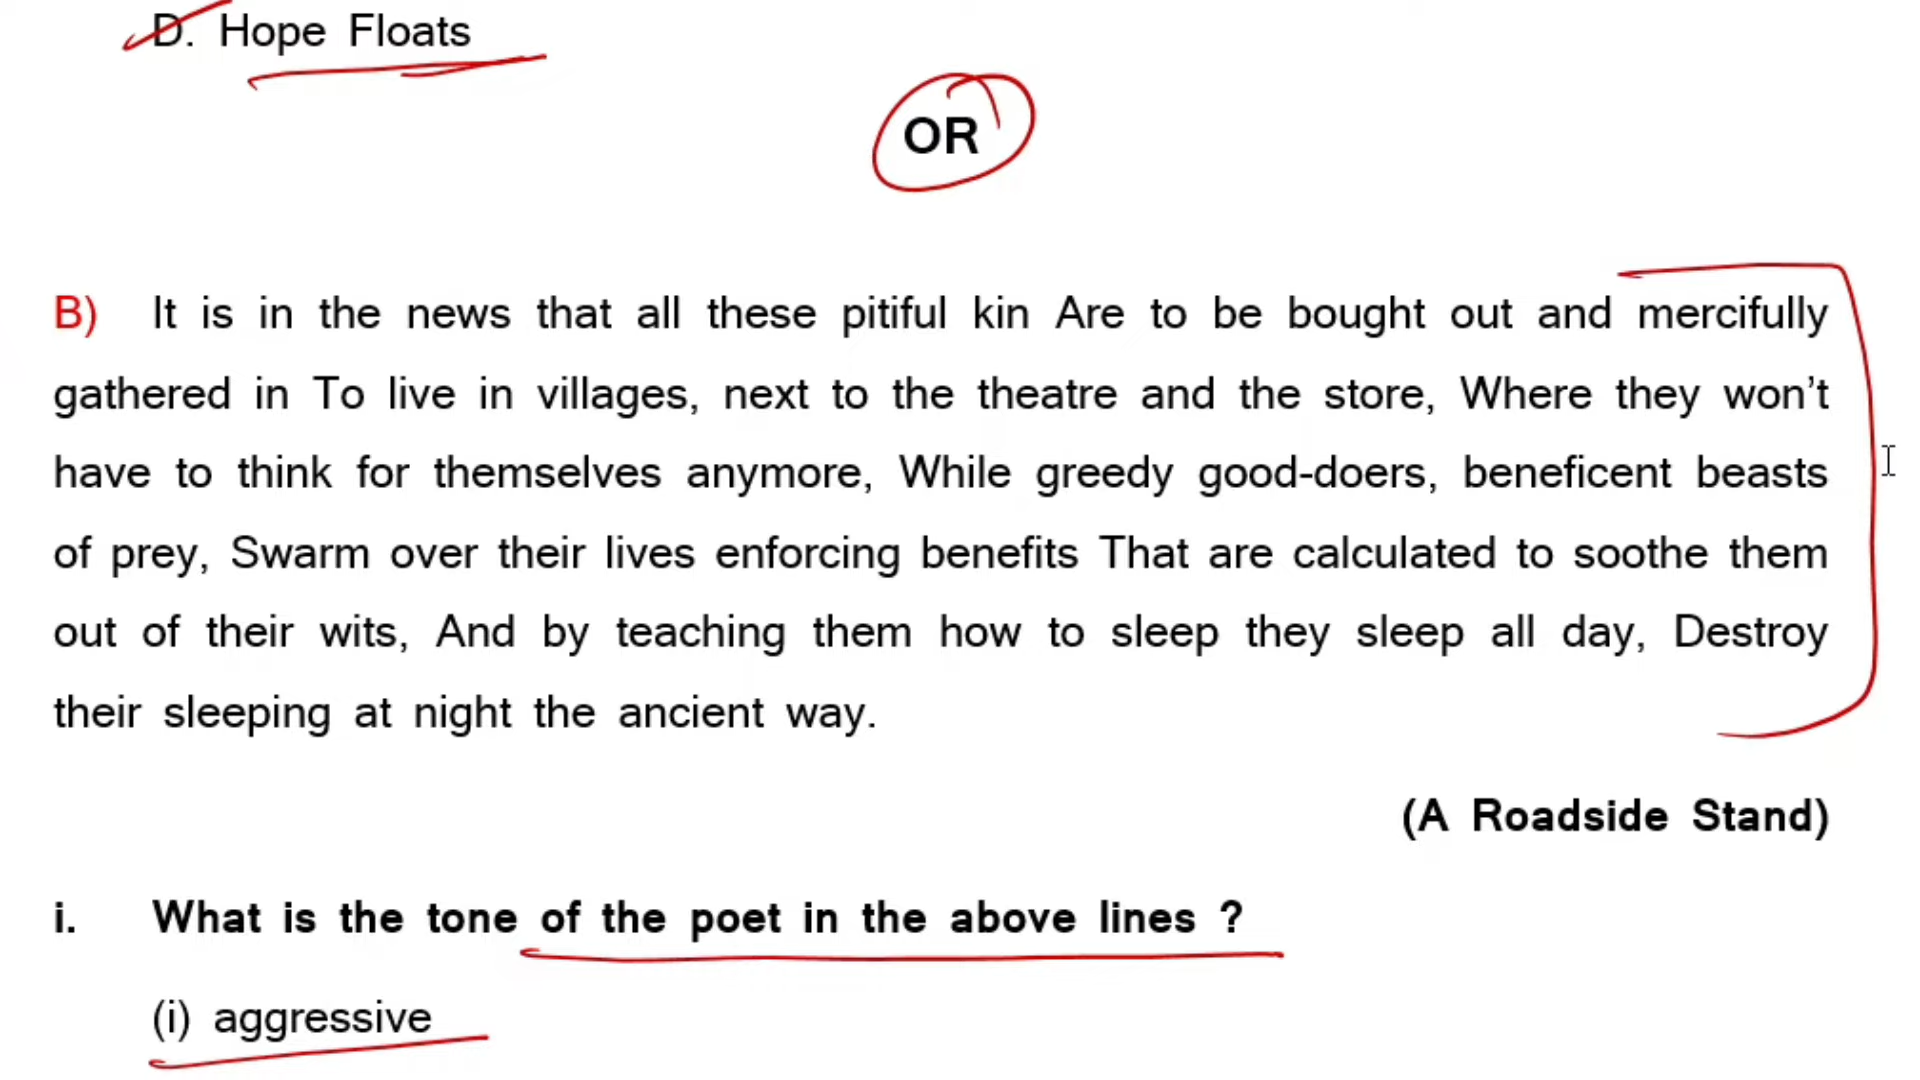 D. Hope Floats
OR
B) It is in the news that all these pitiful kin Are to be bought out and mercifully
gathered in To live in villages, next to the theatre and the store, Where they won’t
have to think for themselves anymore, While greedy good-doers, beneficent beasts
of prey, Swarm over their lives enforcing benefits That are calculated to soothe them
out of their wits, And by teaching them how to sleep they sleep all day, Destroy
their sleeping at night the ancient way.
(A Roadside Stand)
i. What is the tone of the poet in the above lines ?
(i) aggressive